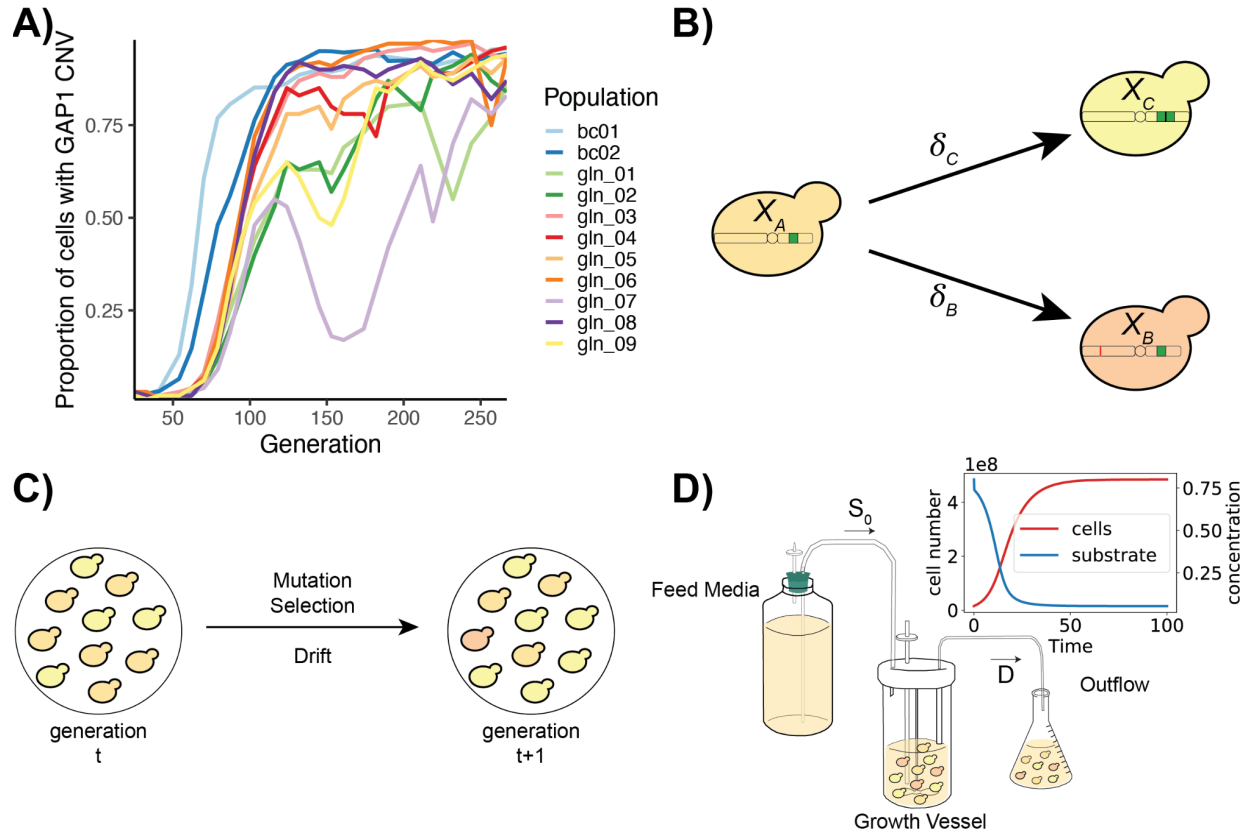 A)
Proportion of cells with GAP1 CNV
0.75
0.50
0.25
50
100
150
200
250
Generation
Population
bc01
bc02
gln_01
gln_02
gln_03
gln_04
gln_05
gln_06
gln_07
gln_08
gln_09
B)
X_A
δ_C
δ_B
X_C
X_B
C)
generation
t
Mutation
Selection
Drift
generation
t+1
D)
Feed Media
S_0
1e8
cell number
4
2
0
0.75
0.50
0.25
concentration
cells
substrate
0
50
100
Time
D
Outflow
Growth Vessel